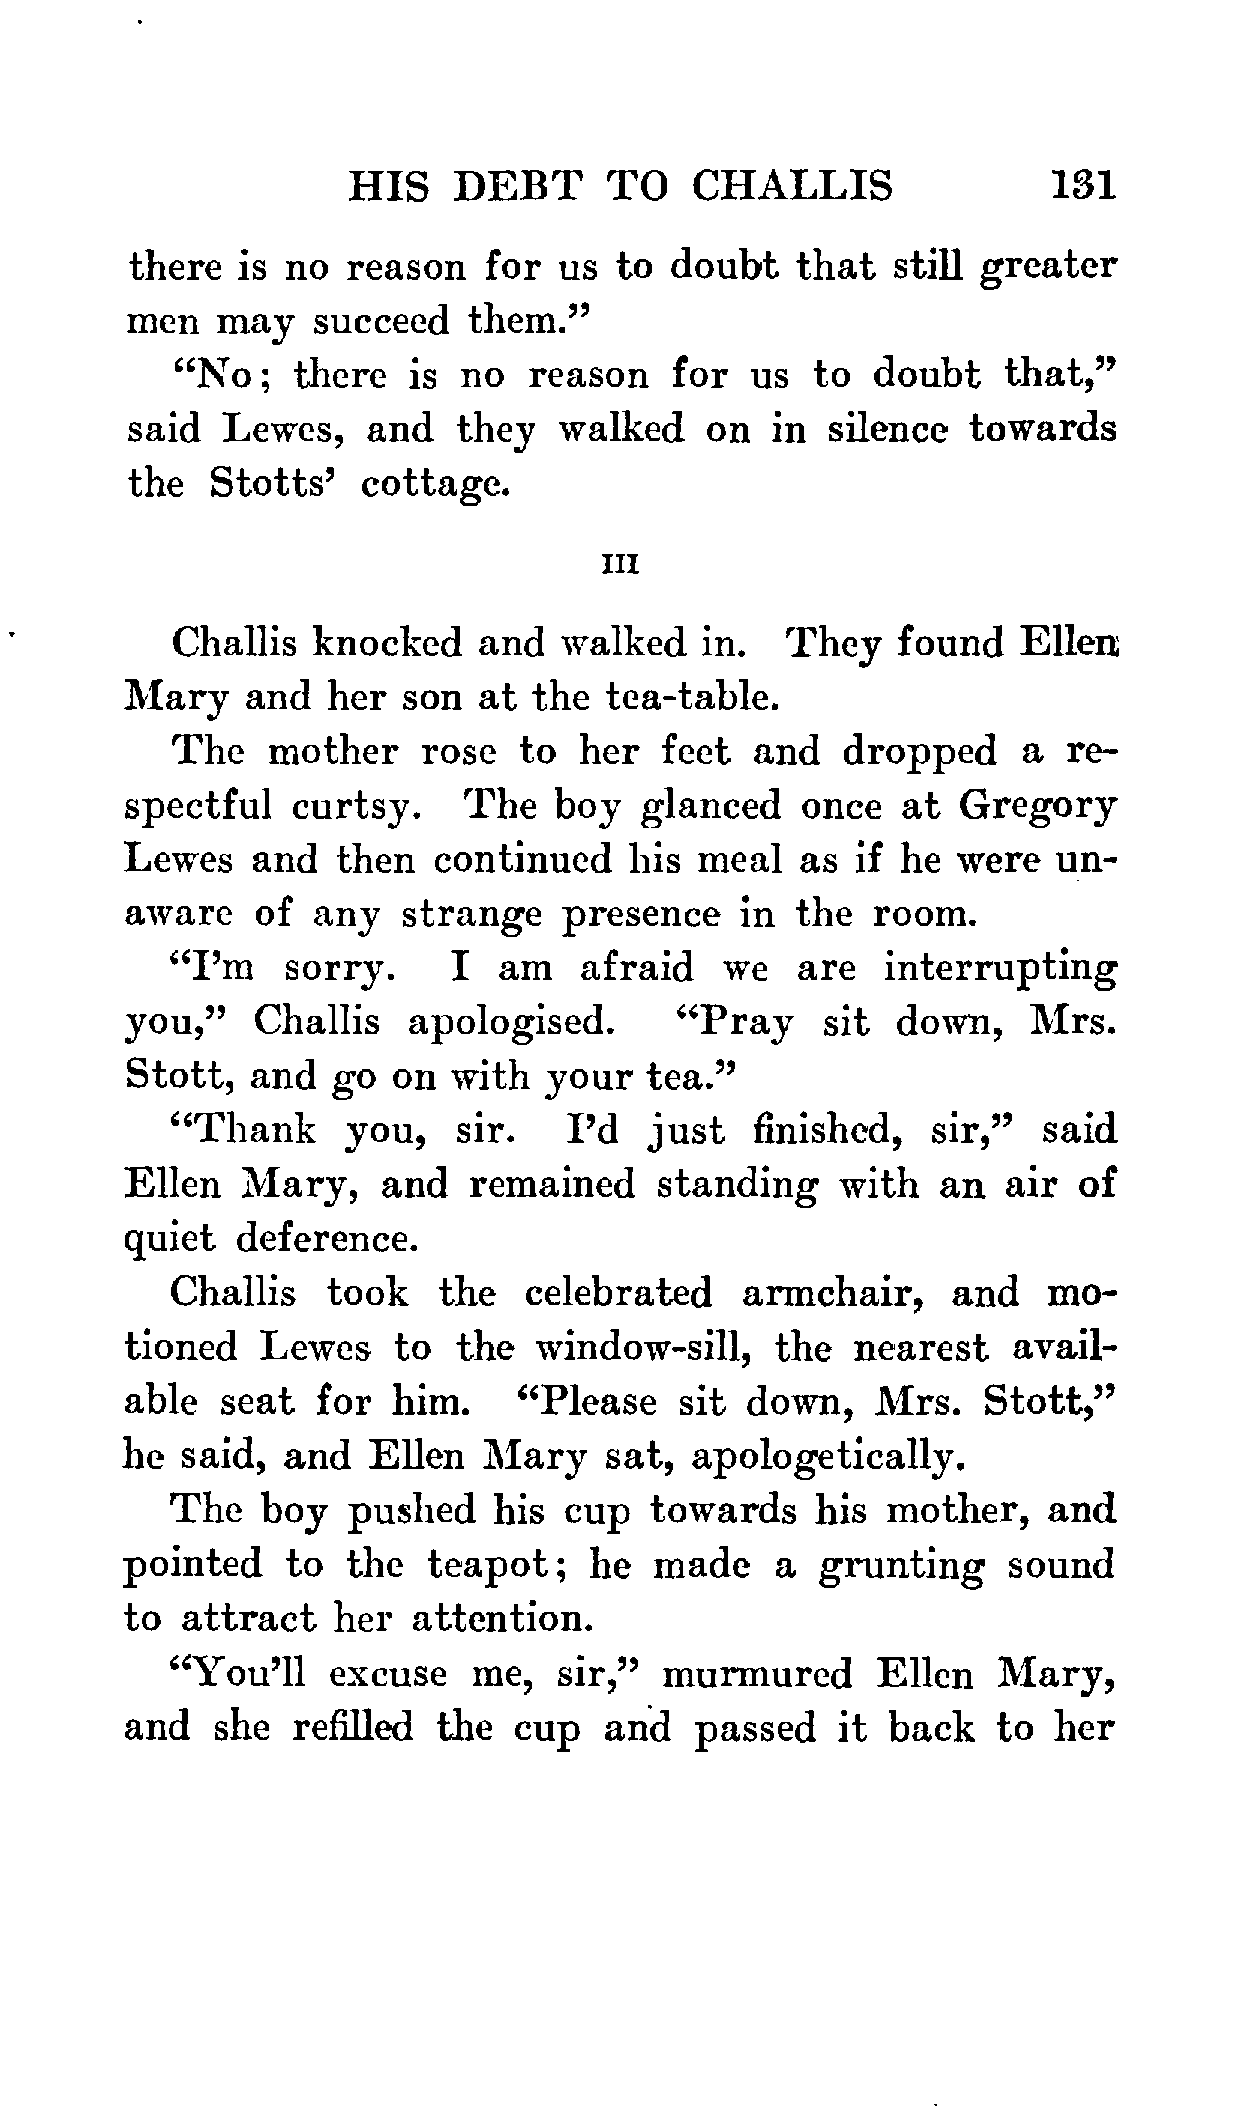 HIS DEBT TO CHALLIS 131
there is no reason for us to doubt that still greater
men may succeed them.”
“No; there is no reason for us to doubt that,”
said Lewes, and they walked on in silence towards
the Stotts’ cottage.
III
Challis knocked and walked in. They found Ellen
Mary and her son at the tea-table.
The mother rose to her feet and dropped a re-
spectful curtsy. The boy glanced once at Gregory
Lewes and then continued his meal as if he were un-
aware of any strange presence in the room.
“I’m sorry. I am afraid we are interrupting
you,” Challis apologised. “Pray sit down, Mrs.
Stott, and go on with your tea.”
“Thank you, sir. I’d just finished, sir,” said
Ellen Mary, and remained standing with an air of
quiet deference.
Challis took the celebrated armchair, and mo-
tioned Lewes to the window-sill, the nearest avail-
able seat for him. “Please sit down, Mrs. Stott,”
he said, and Ellen Mary sat, apologetically.
The boy pushed his cup towards his mother, and
pointed to the teapot; he made a grunting sound
to attract her attention.
“You’ll excuse me, sir,” murmured Ellen Mary,
and she refilled the cup and passed it back to her